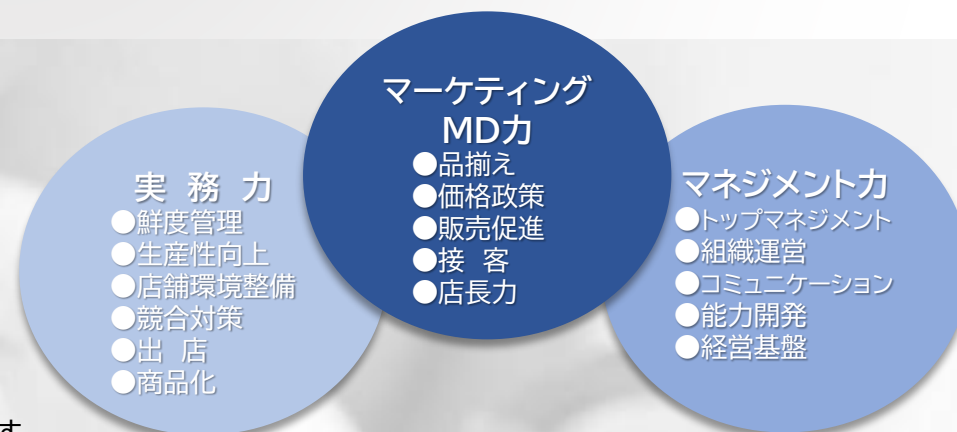 実 務 力
●鮮度管理
●生産性向上
●店舗環境整備
●競合対策
●出 店
●商品化
マーケティング
MD力
●品揃え
●価格政策
●販売促進
●接 客
●店長力
マネジメント力
●トップマネジメント
●組織運営
●コミュニケーション
●能力開発
●経営基盤
す